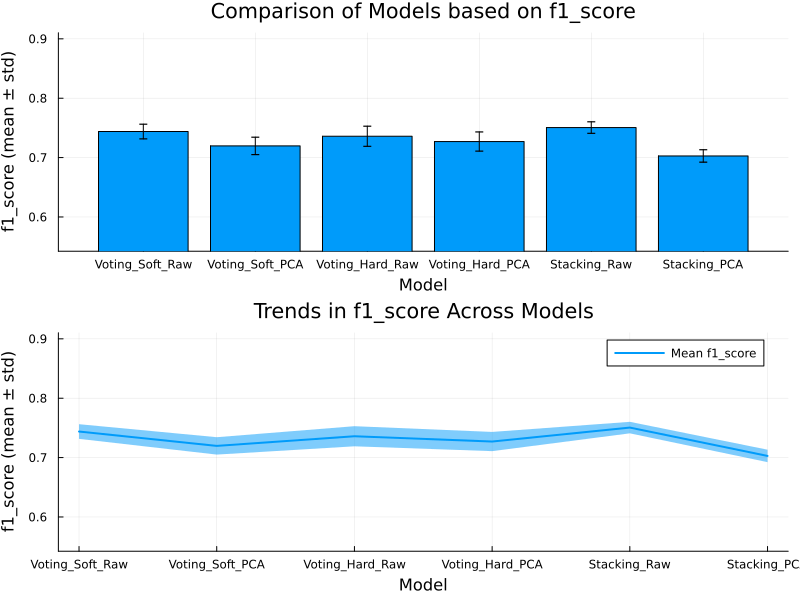 Comparison of Models based on f1_score
f1_score (mean ± std)
0.9
0.8
0.7
0.6
Voting_Soft_Raw Voting_Soft_PCA Voting_Hard_Raw Voting_Hard_PCA Stacking_Raw Stacking_PCA
Model
Trends in f1_score Across Models
f1_score (mean ± std)
0.9
0.8
0.7
0.6
Mean f1_score
Voting_Soft_Raw Voting_Soft_PCA Voting_Hard_Raw Voting_Hard_PCA Stacking_Raw Stacking_PC
Model